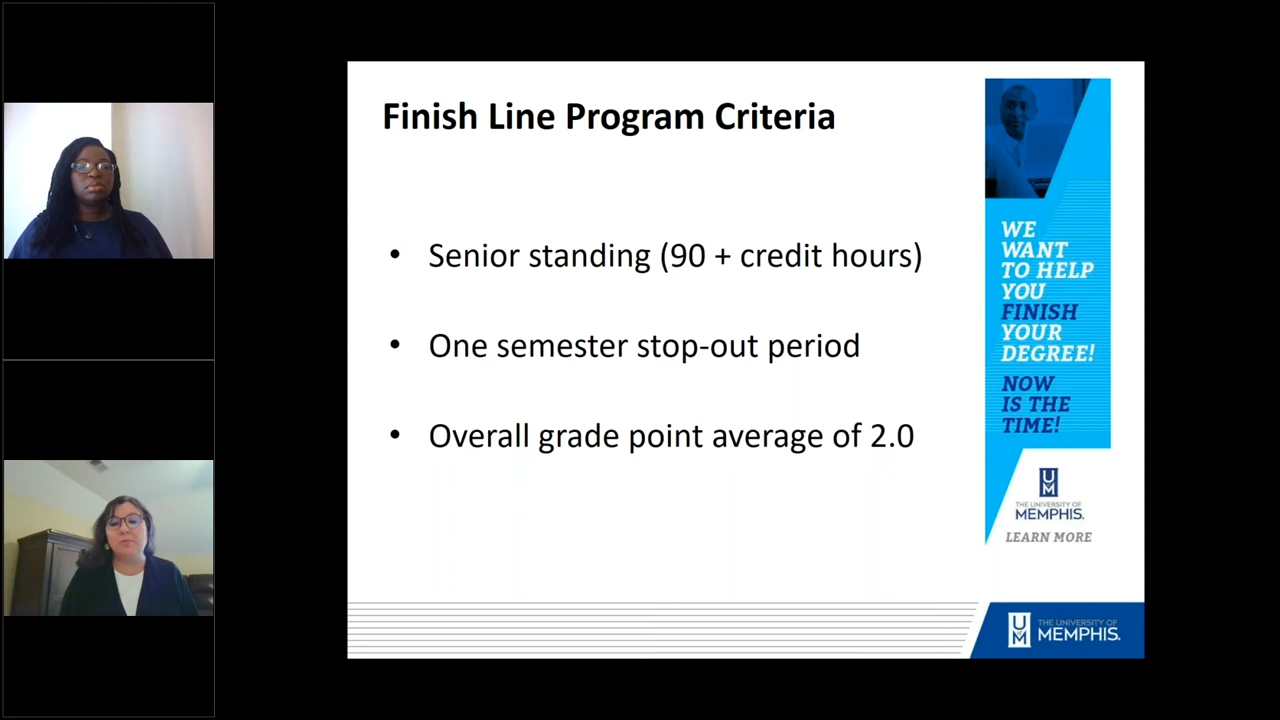 Finish Line Program Criteria
• Senior standing (90 + credit hours)
• One semester stop-out period
• Overall grade point average of 2.0
WE
WANT
TO HELP
YOU
FINISH
YOUR
DEGREE!
NOW
IS THE
TIME!
UM
THE UNIVERSITY OF
MEMPHIS.
LEARN MORE
UM
THE UNIVERSITY OF
MEMPHIS.